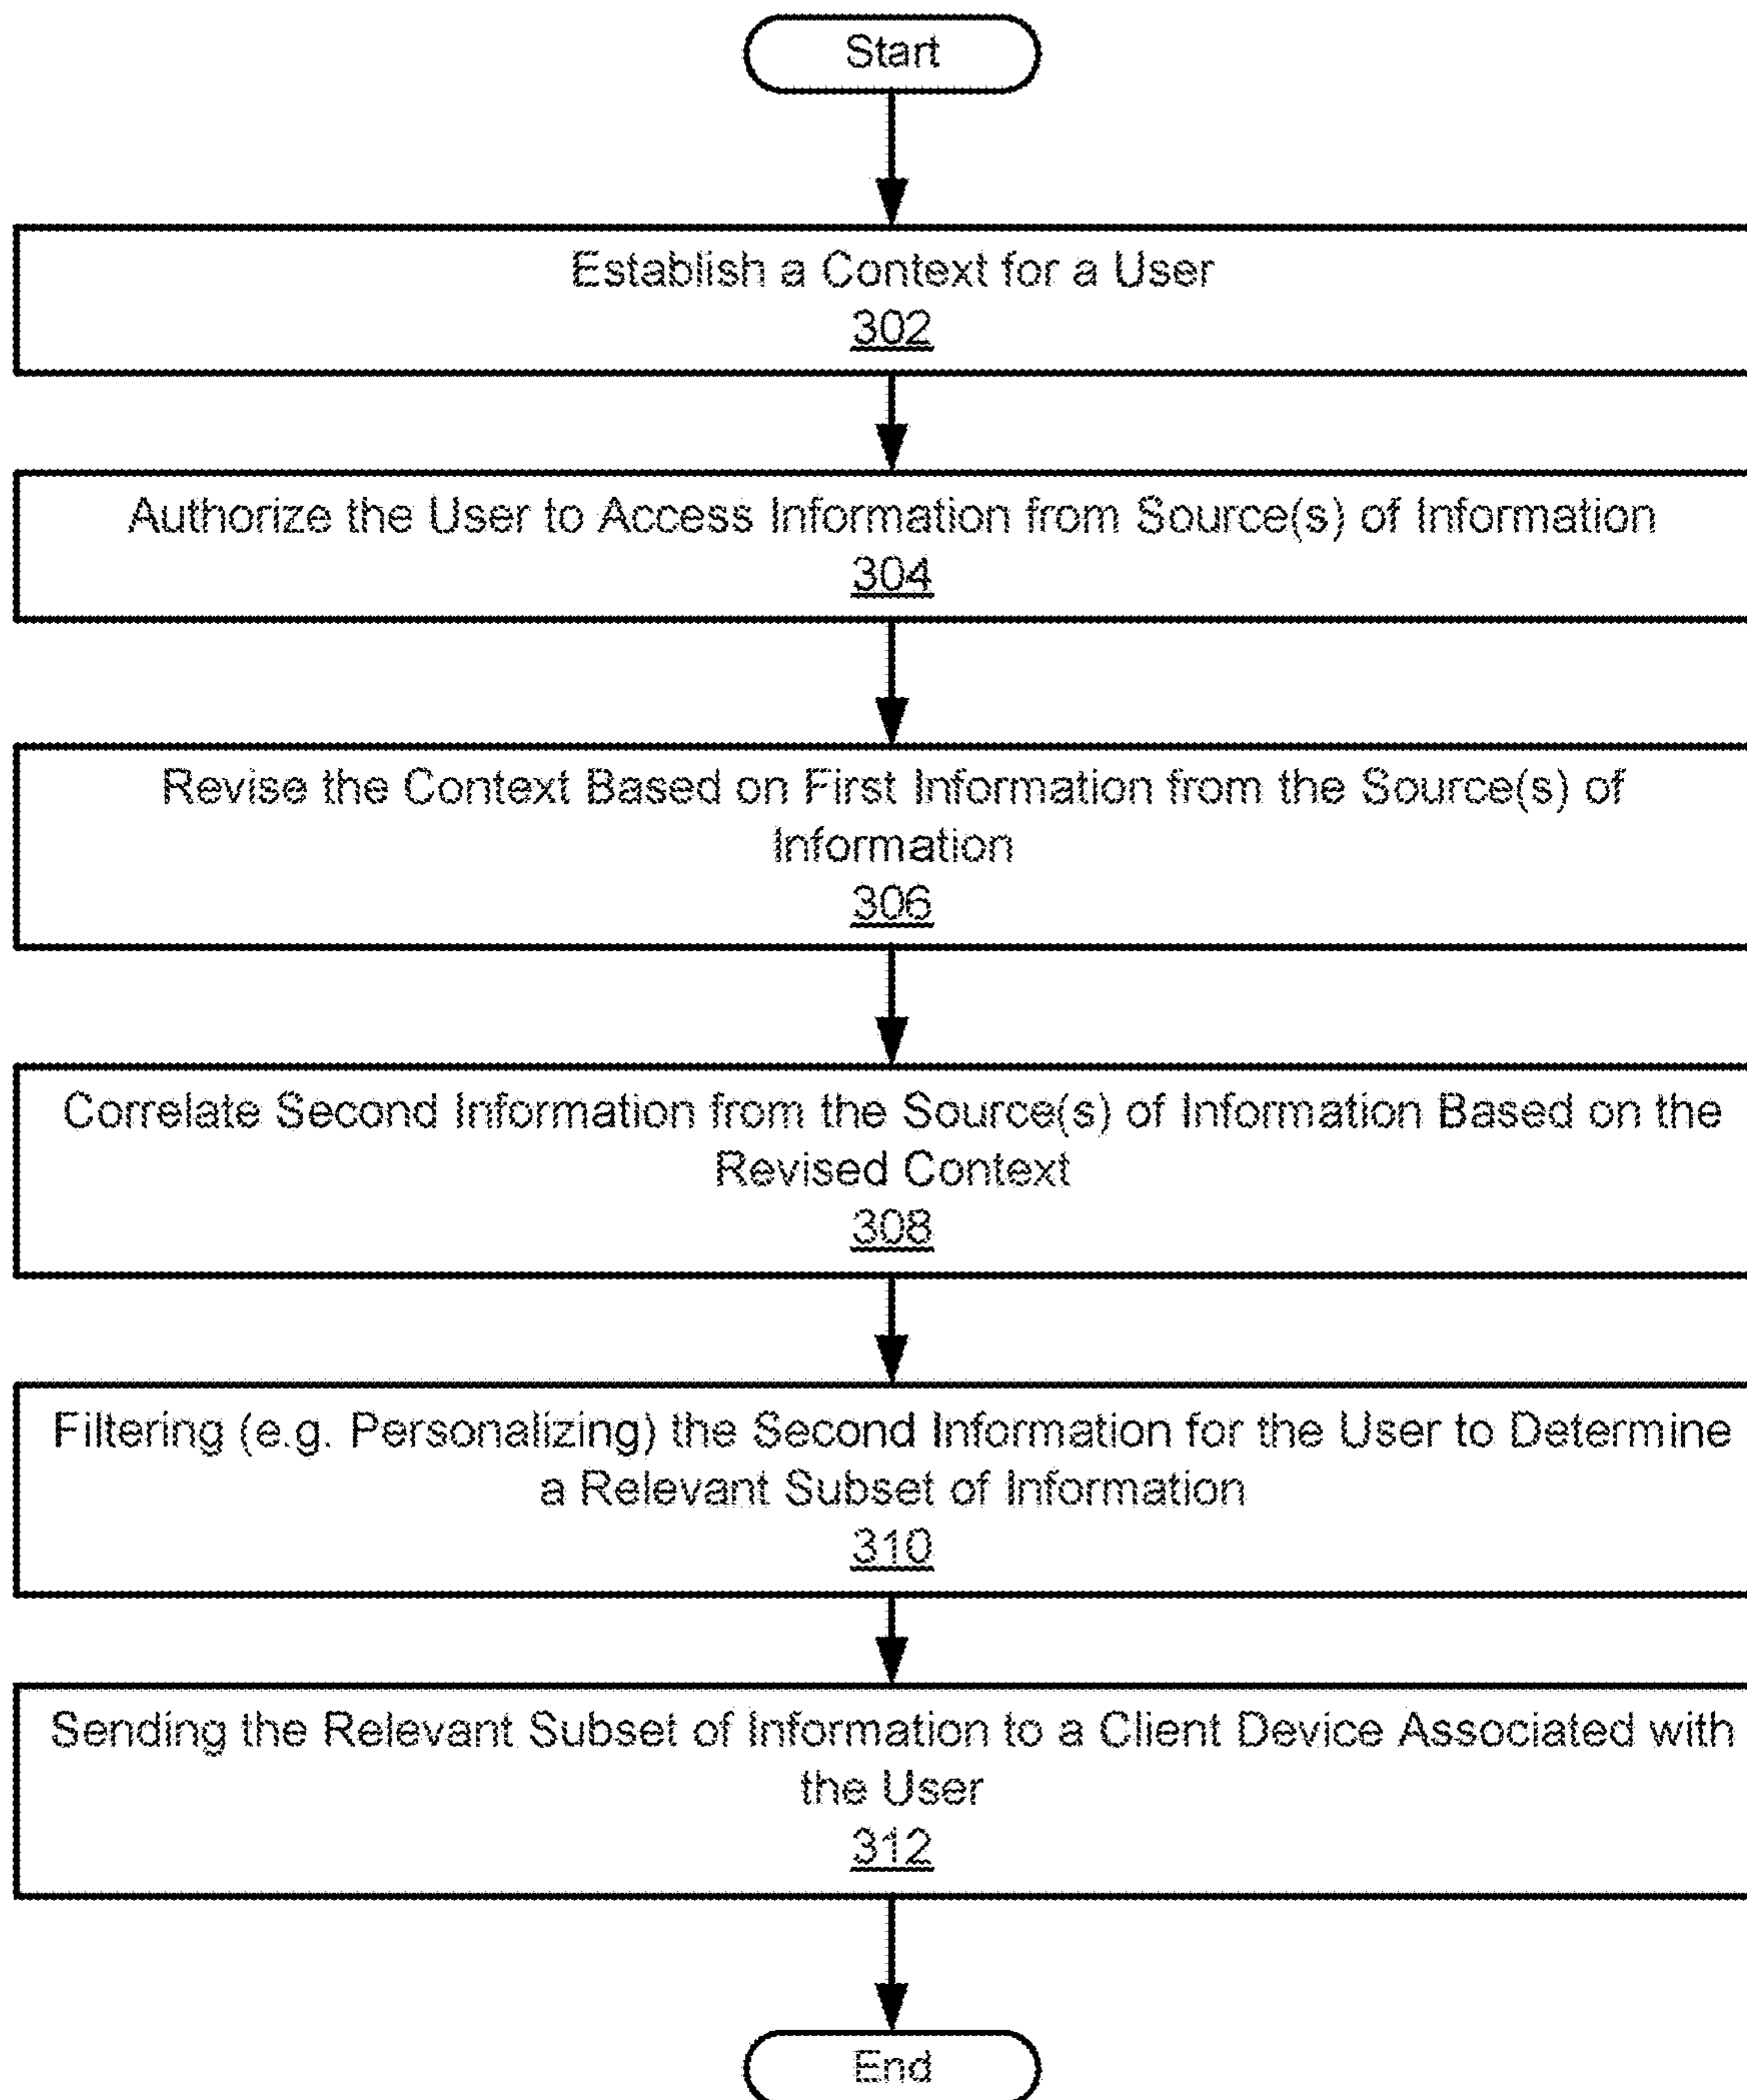 Start
Establish a Context for a User
302
Authorize the User to Access Information from Source(s) of Information
304
Revise the Context Based on First Information from the Source(s) of
Information
306
Correlate Second Information from the Source(s) of Information Based on the
Revised Context
308
Filtering (e.g. Personalizing) the Second Information for the User to Determine
a Relevant Subset of Information
310
Sending the Relevant Subset of Information to a Client Device Associated with
the User
312
End